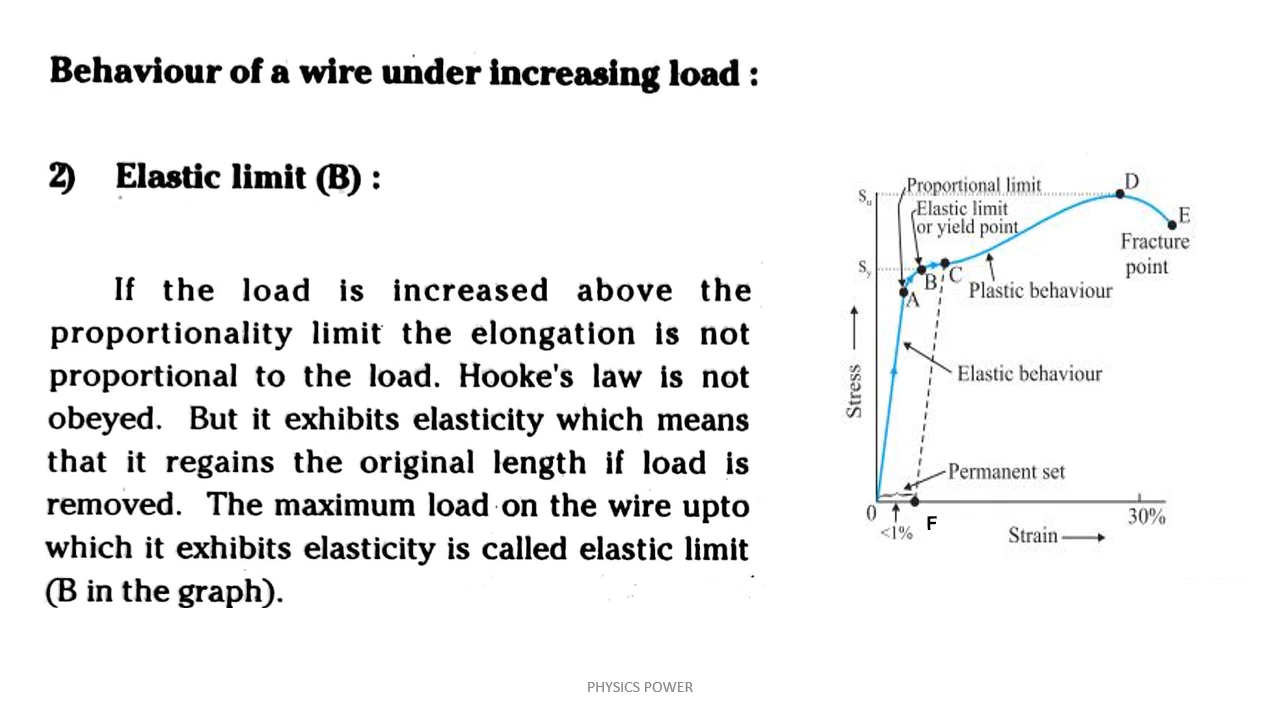 Behaviour of a wire under increasing load :
2) Elastic limit (B) :
If the load is increased above the
proportionality limit the elongation is not
proportional to the load. Hooke's law is not
obeyed. But it exhibits elasticity which means
that it regains the original length if load is
removed. The maximum load on the wire upto
which it exhibits elasticity is called elastic limit
(B in the graph).
Proportional limit
D
Su
Elastic limit
or yield point
E
Fracture
point
Sy
B
C
A
Plastic behaviour
Stress
Elastic behaviour
Permanent set
0
<1%
F
30%
Strain
PHYSICS POWER